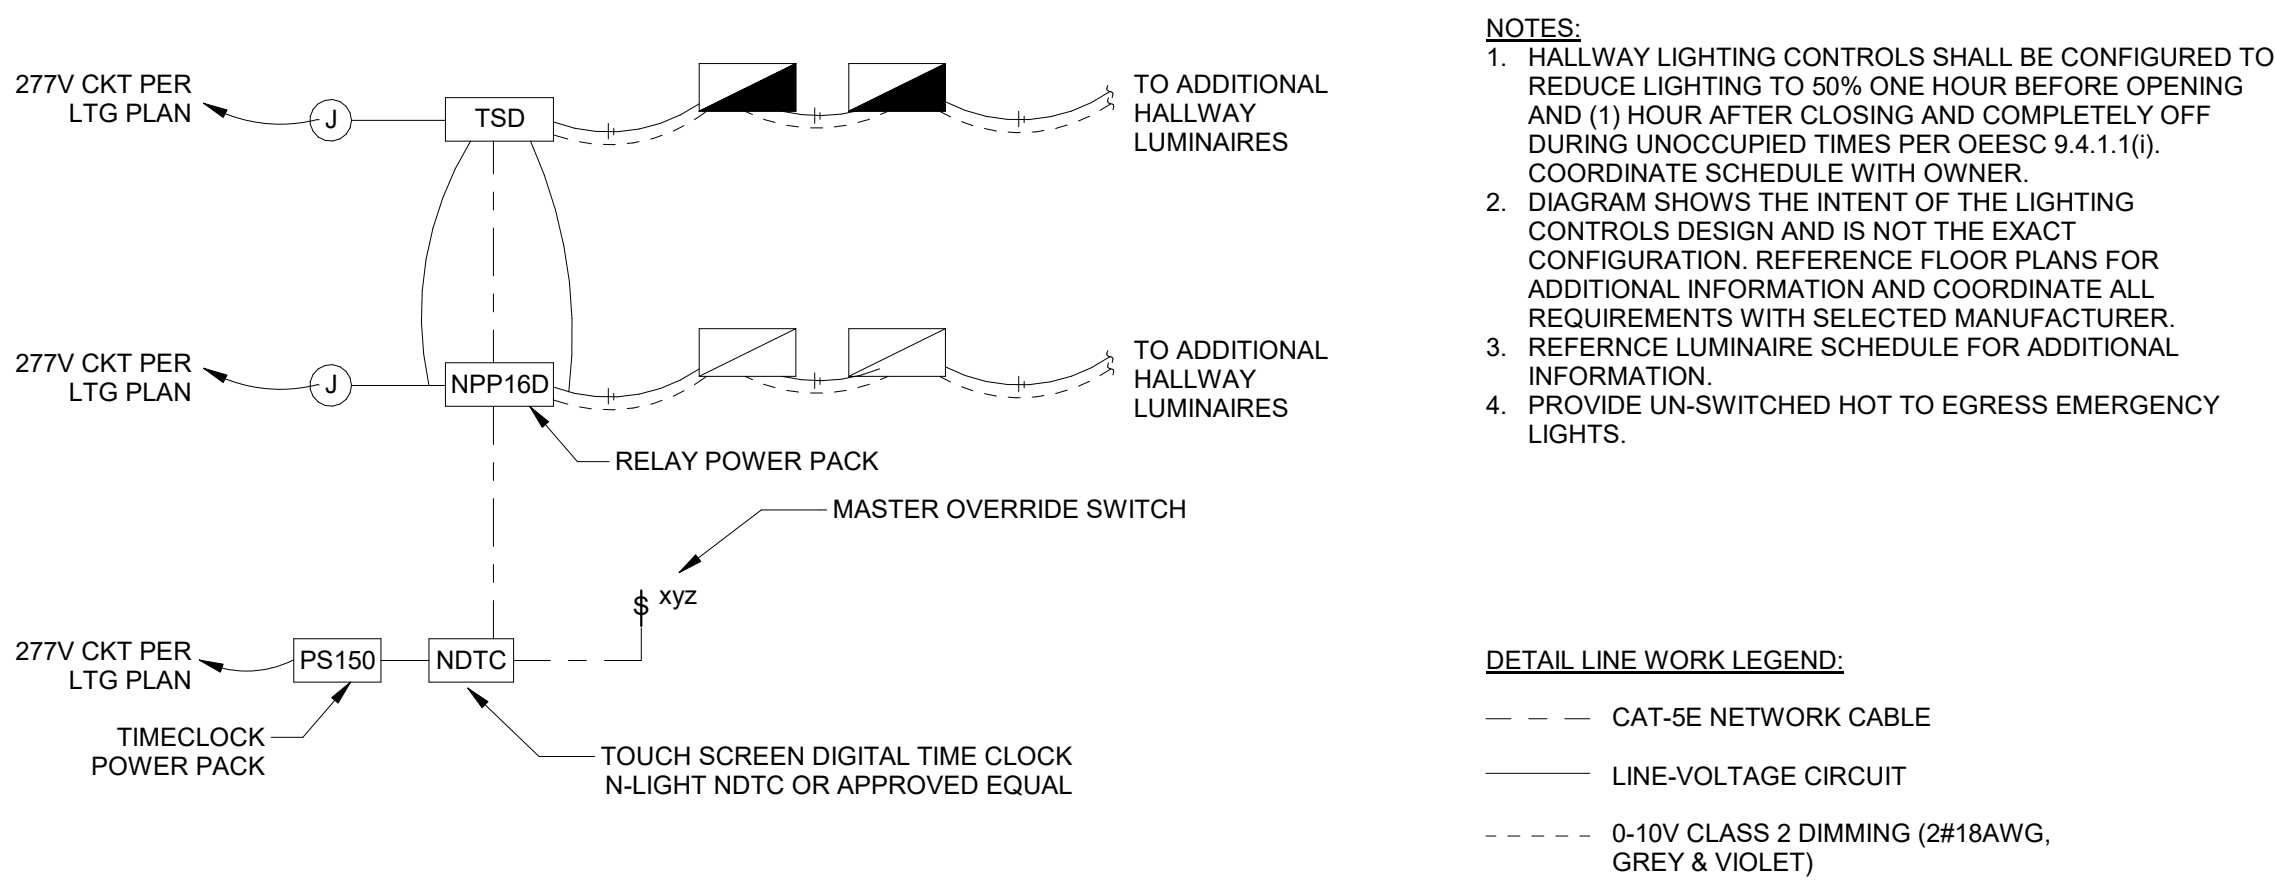 277V CKT PER
LTG PLAN
J
TSD
TO ADDITIONAL
HALLWAY
LUMINAIRES
277V CKT PER
LTG PLAN
J
NPP16D
TO ADDITIONAL
HALLWAY
LUMINAIRES
RELAY POWER PACK
MASTER OVERRIDE SWITCH
$ xyz
277V CKT PER
LTG PLAN
PS150
NDTC
TIMECLOCK
POWER PACK
TOUCH SCREEN DIGITAL TIME CLOCK
N-LIGHT NDTC OR APPROVED EQUAL
NOTES:
1. HALLWAY LIGHTING CONTROLS SHALL BE CONFIGURED TO
REDUCE LIGHTING TO 50% ONE HOUR BEFORE OPENING
AND (1) HOUR AFTER CLOSING AND COMPLETELY OFF
DURING UNOCCUPIED TIMES PER OEESC 9.4.1.1(i).
COORDINATE SCHEDULE WITH OWNER.
2. DIAGRAM SHOWS THE INTENT OF THE LIGHTING
CONTROLS DESIGN AND IS NOT THE EXACT
CONFIGURATION. REFERENCE FLOOR PLANS FOR
ADDITIONAL INFORMATION AND COORDINATE ALL
REQUIREMENTS WITH SELECTED MANUFACTURER.
3. REFERNCE LUMINAIRE SCHEDULE FOR ADDITIONAL
INFORMATION.
4. PROVIDE UN-SWITCHED HOT TO EGRESS EMERGENCY
LIGHTS.
DETAIL LINE WORK LEGEND:
CAT-5E NETWORK CABLE
LINE-VOLTAGE CIRCUIT
0-10V CLASS 2 DIMMING (2#18AWG,
GREY & VIOLET)